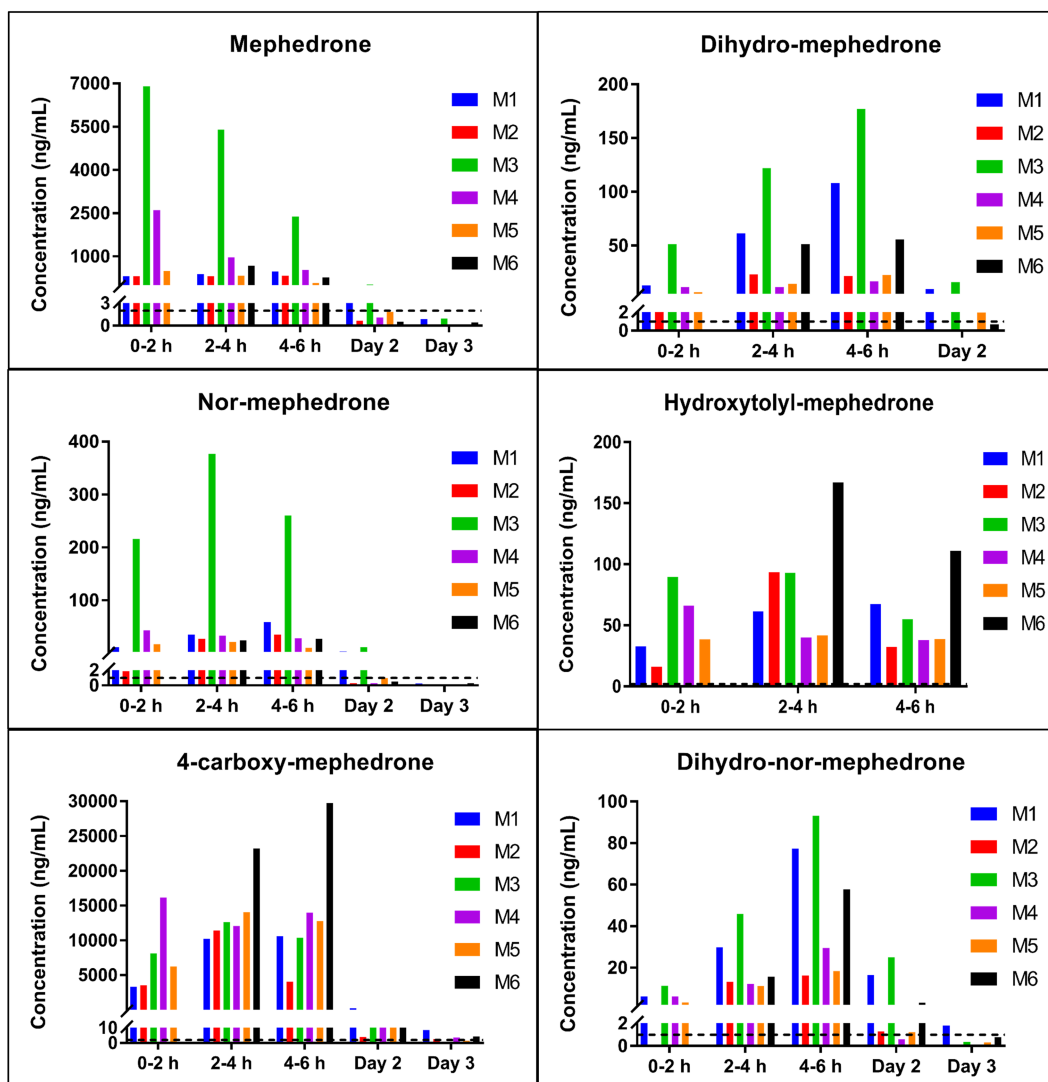 Mephedrone
Concentration (ng/mL)
7000
5500
4000
2500
1000
3
0
0-2 h 2-4 h 4-6 h Day 2 Day 3
M1
M2
M3
M4
M5
M6
Dihydro-mephedrone
Concentration (ng/mL)
200
150
100
50
2
0
0-2 h 2-4 h 4-6 h Day 2
M1
M2
M3
M4
M5
M6
Nor-mephedrone
Concentration (ng/mL)
400
300
200
100
2
0
0-2 h 2-4 h 4-6 h Day 2 Day 3
M1
M2
M3
M4
M5
M6
Hydroxytolyl-mephedrone
Concentration (ng/mL)
200
150
100
50
0
0-2 h 2-4 h 4-6 h
M1
M2
M3
M4
M5
M6
4-carboxy-mephedrone
Concentration (ng/mL)
30000
25000
20000
15000
10000
5000
10
0
0-2 h 2-4 h 4-6 h Day 2 Day 3
M1
M2
M3
M4
M5
M6
Dihydro-nor-mephedrone
Concentration (ng/mL)
100
80
60
40
20
2
0
0-2 h 2-4 h 4-6 h Day 2 Day 3
M1
M2
M3
M4
M5
M6